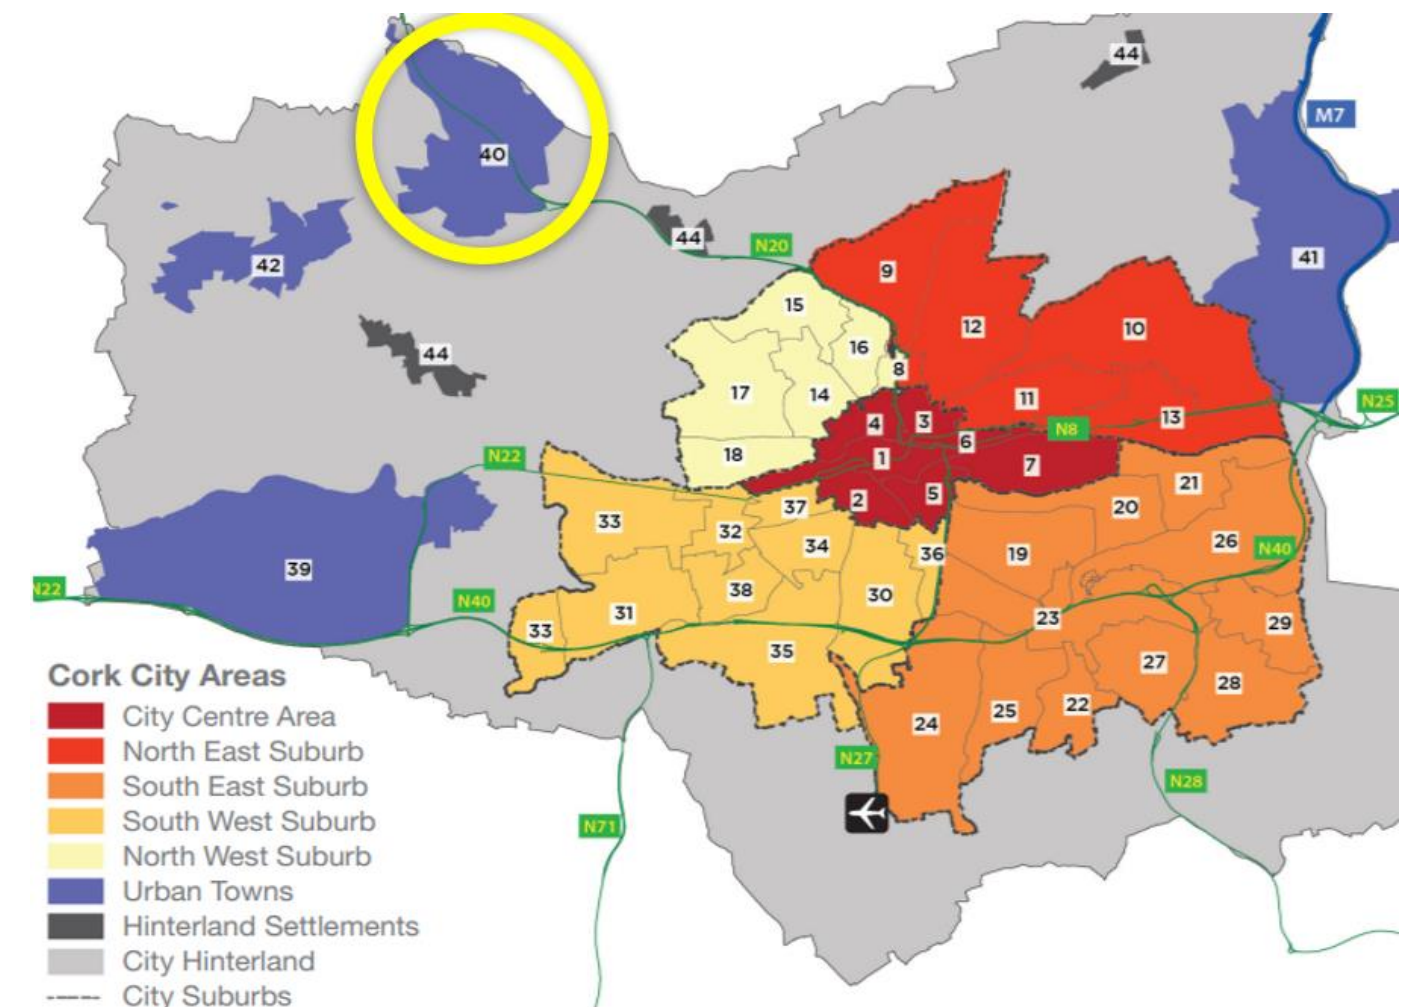 44
M7
40
41
42
44
N20
9
15
12
10
16
44
8
17
14
11
N25
4
3
13
N8
6
18
1
7
N22
21
2
5
37
20
33
32
36
34
26
N40
19
39
38
N22
30
N40
31
23
29
33
35
27
28
Cork City Areas
22
25
City Centre Area
24
North East Suburb
N27
South East Suburb
N28
South West Suburb
N71
North West Suburb
Urban Towns
Hinterland Settlements
City Hinterland
City Suburbs